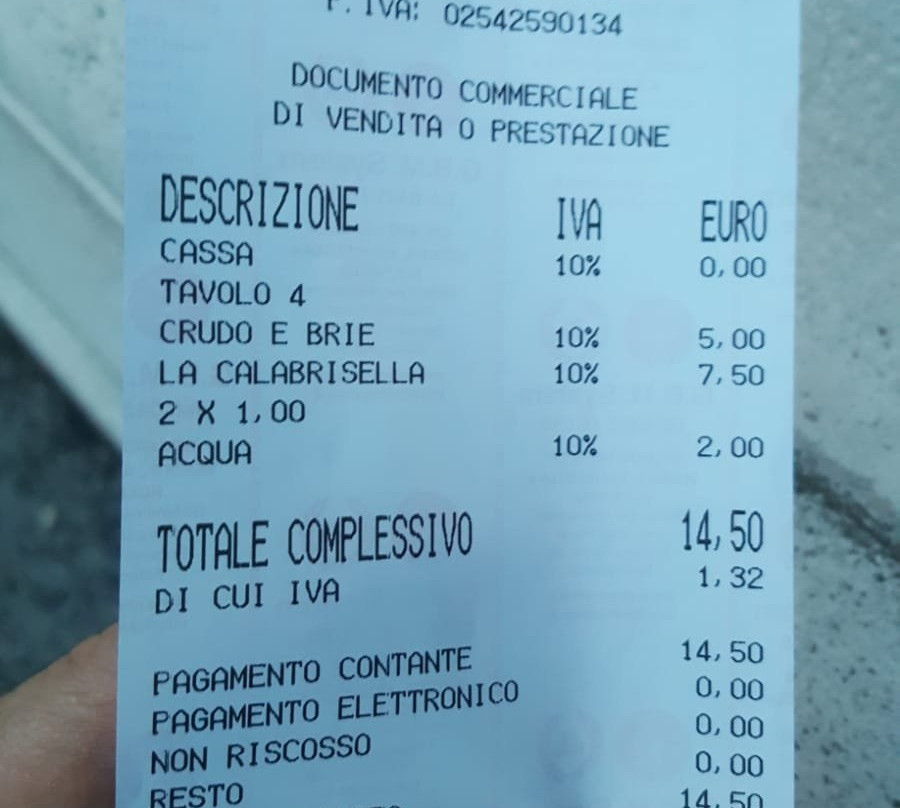 P. IVA: 02542590134
DOCUMENTO COMMERCIALE
DI VENDITA O PRESTAZIONE
DESCRIZIONE IVA EURO
CASSA 10% 0,00
TAVOLO 4
CRUDO E BRIE 10% 5,00
LA CALABRISELLA 10% 7,50
2 X 1,00
ACQUA 10% 2,00
TOTALE COMPLESSIVO 14,50
DI CUI IVA 1,32
PAGAMENTO CONTANTE 14,50
PAGAMENTO ELETTRONICO 0,00
NON RISCOSSO 0,00
RESTO 0,00
14,50